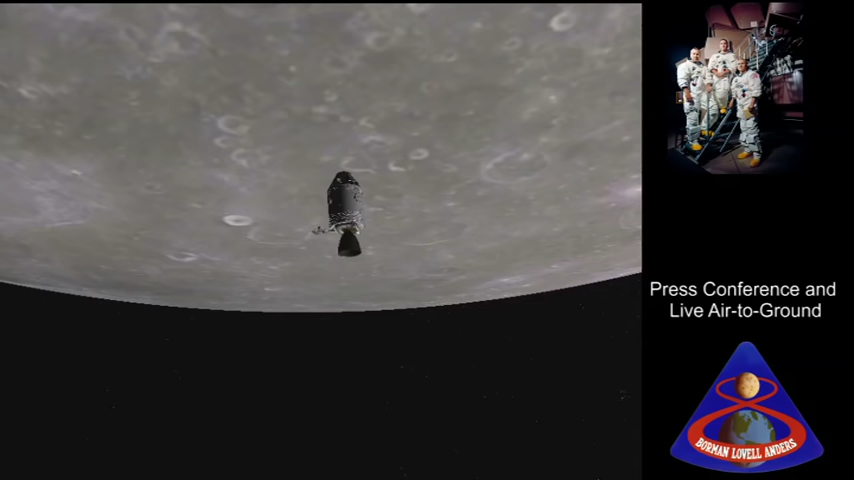 Press Conference and
Live Air-to-Ground
BORMAN LOVELL ANDERS